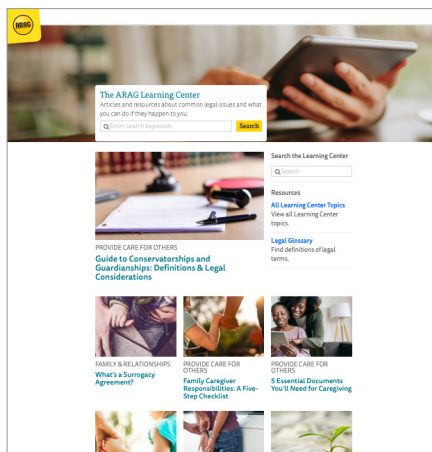 ARAG
The ARAG Learning Center
Articles and resources about common legal issues and what
you can do if they happen to you.
Enter search keywords
Search
Search the Learning Center
Search
Resources
All Learning Center Topics
View all Learning Center
topics.
Legal Glossary
Find definitions of legal
terms.
PROVIDE CARE FOR OTHERS
Guide to Conservatorships and
Guardianships: Definitions & Legal
Considerations
FAMILY & RELATIONSHIPS
What's a Surrogacy
Agreement?
PROVIDE CARE FOR
OTHERS
Family Caregiver
Responsibilities: A Five-
Step Checklist
PROVIDE CARE FOR
OTHERS
5 Essential Documents
You'll Need for Caregiving